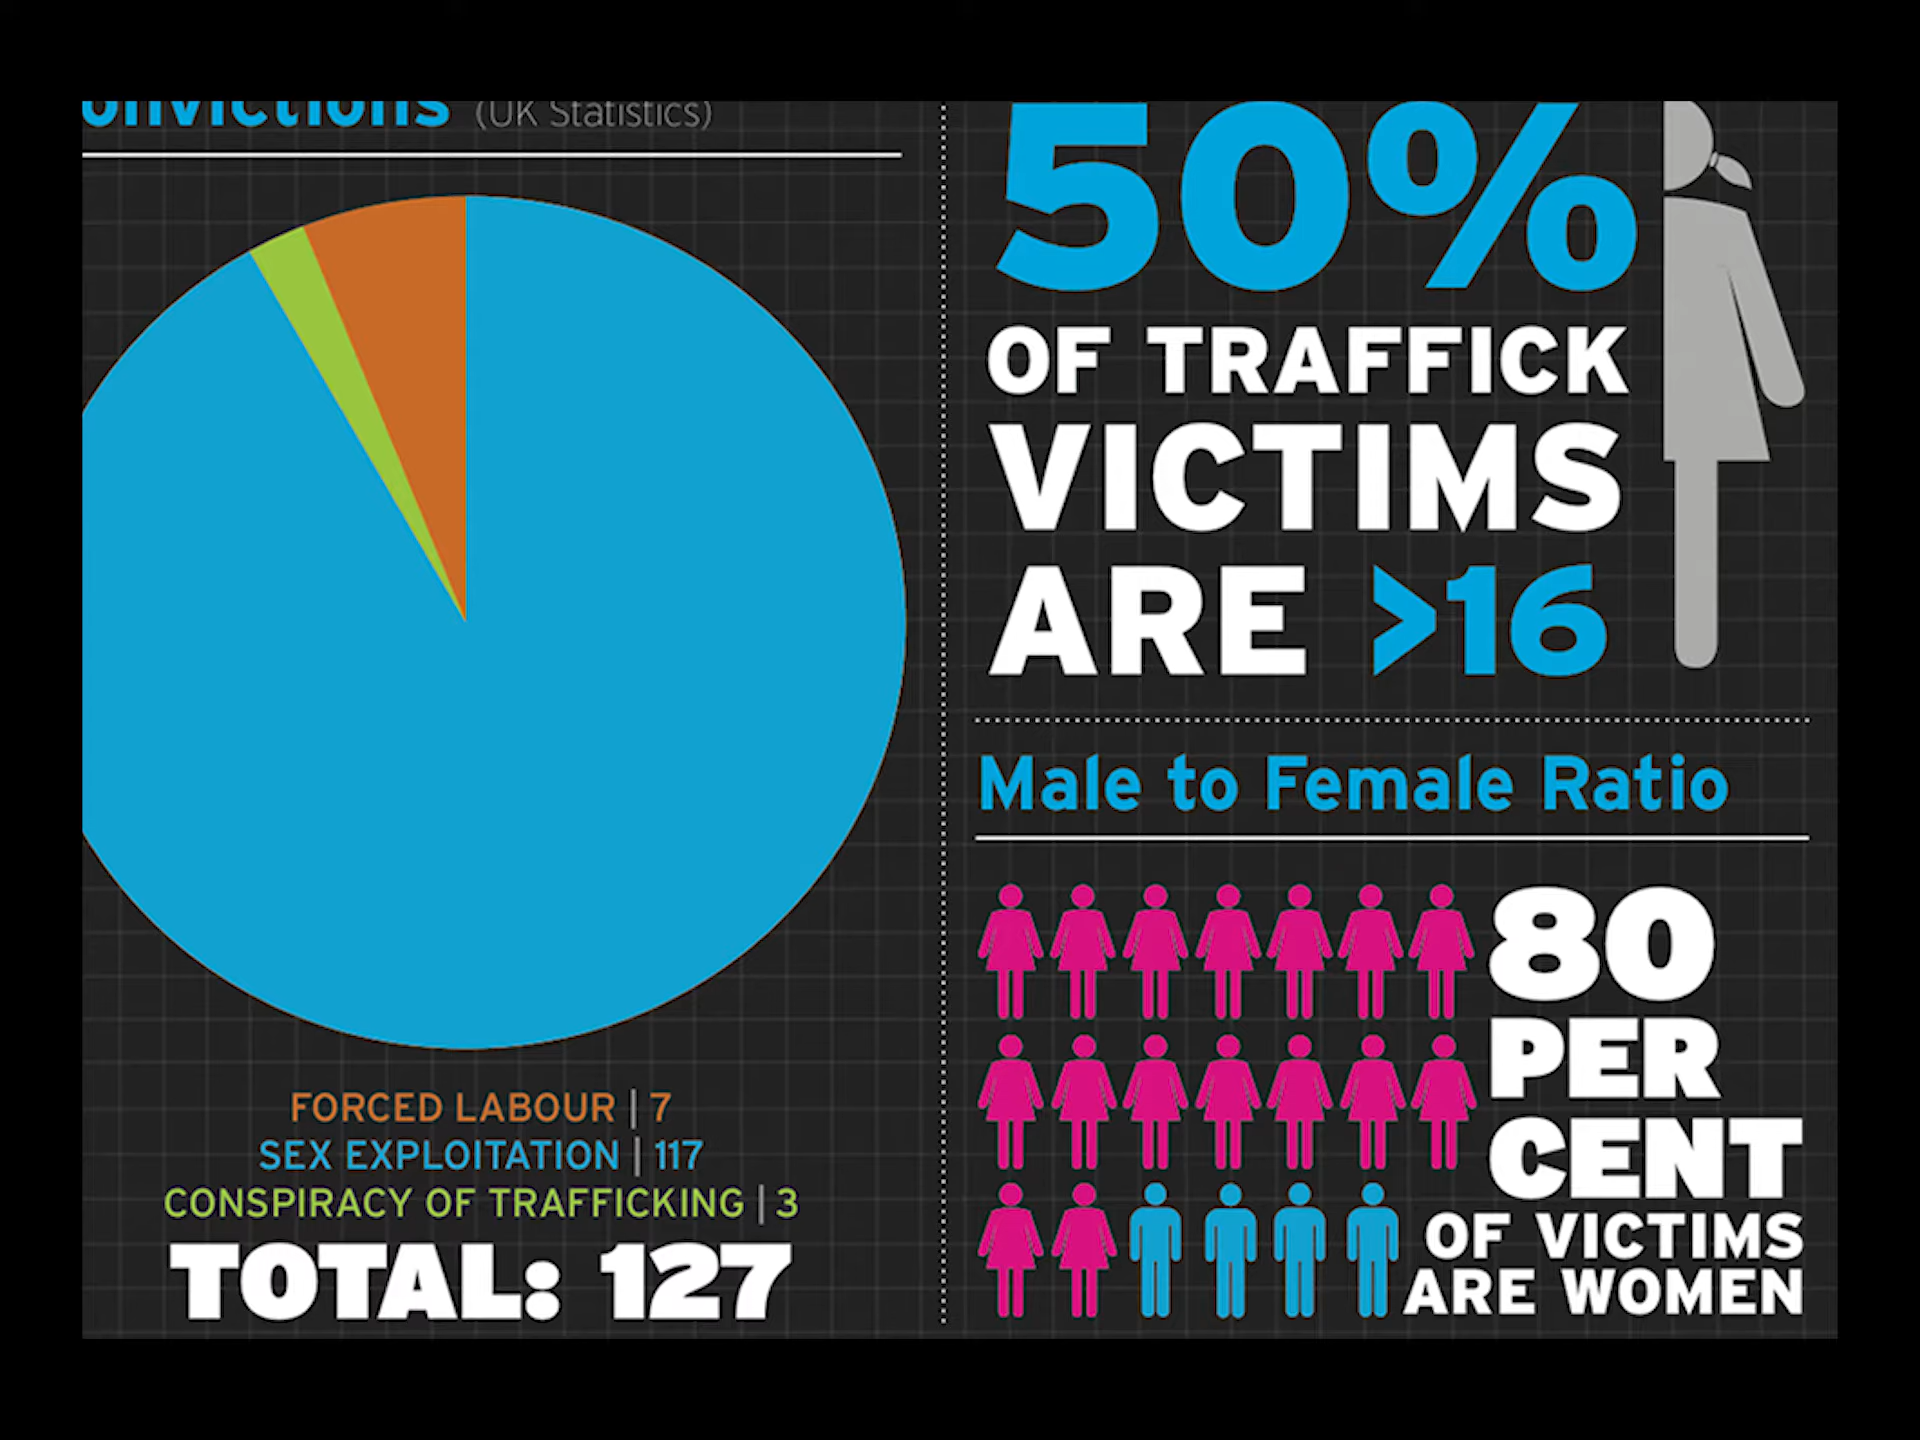 onvictions (UK Statistics)
FORCED LABOUR | 7
SEX EXPLOITATION | 117
CONSPIRACY OF TRAFFICKING | 3
TOTAL: 127
50%
OF TRAFFICK
VICTIMS
ARE >16
Male to Female Ratio
80
PER
CENT
OF VICTIMS
ARE WOMEN